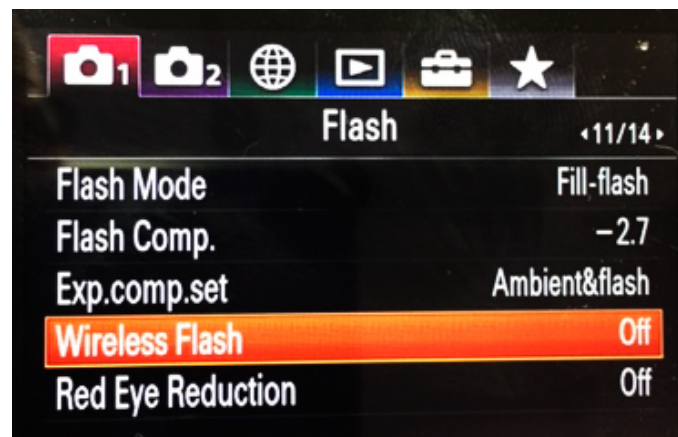 1 2
Flash
11/14
Flash Mode Fill-flash
Flash Comp. −2.7
Exp.comp.set Ambient&flash
Wireless Flash Off
Red Eye Reduction Off